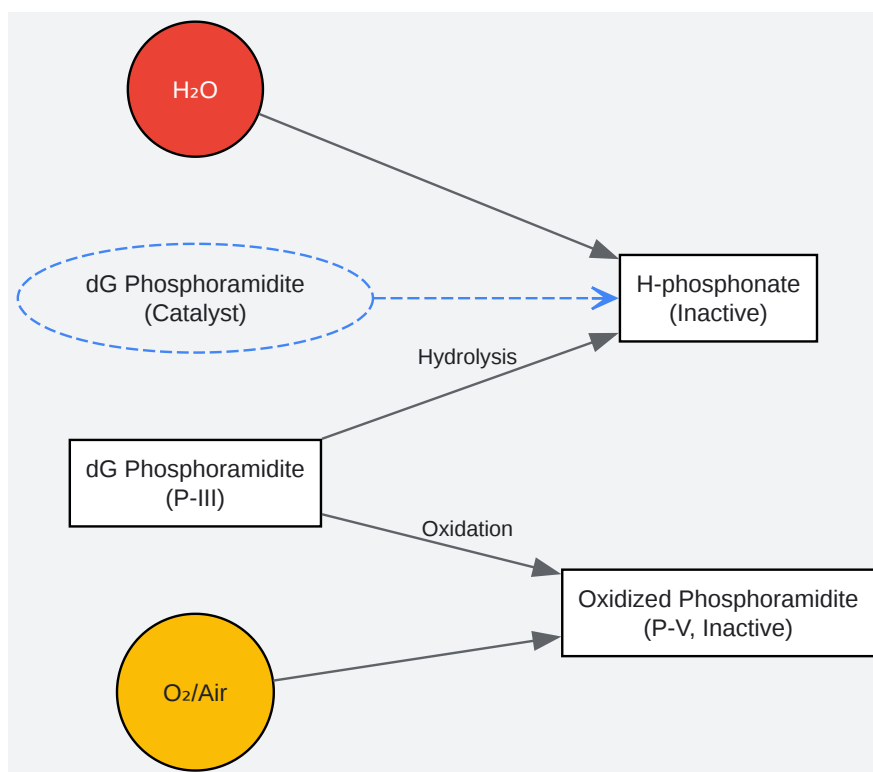 H₂O
dG Phosphoramidite
(Catalyst)
H-phosphonate
(Inactive)
Hydrolysis
dG Phosphoramidite
(P-III)
Oxidation
Oxidized Phosphoramidite
(P-V, Inactive)
O₂/Air